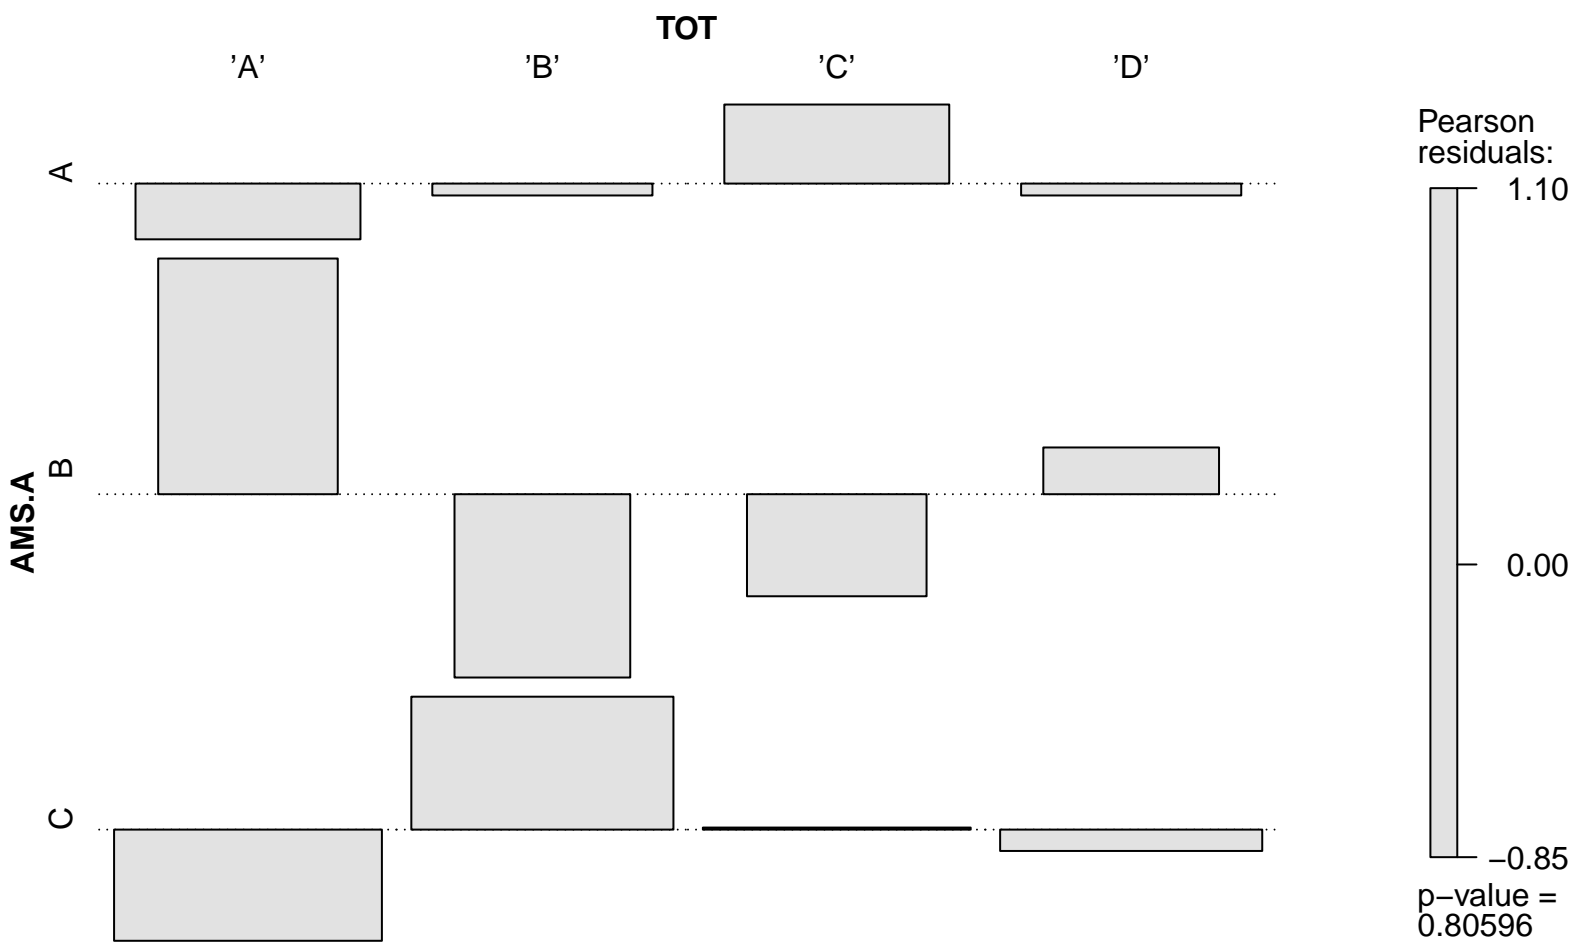 TOT
’A’ ’B’ ’C’ ’D’
Pearson
residuals:
A
1.10
B
AMS.A
0.00
C
−0.85
p−value =
0.80596